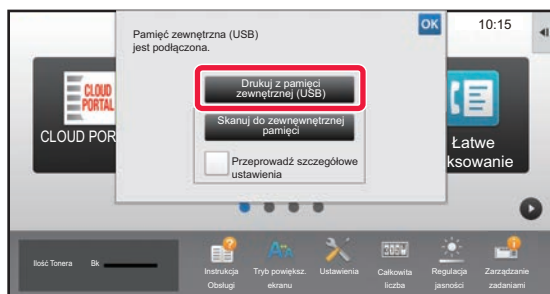 Pamięć zewnętrzna (USB)
jest podłączona.
OK
10:15
Drukuj z pamięci
zewnętrznej (USB)
Skanuj do zewnęwnętrznej
pamięci
Przeprowadź szczegółowe
ustawienia
CLOUD
PORTAL
CLOUD POR
Łatwe
ksowanie
Ilość Tonera
Bk
Instrukcja
Obsługi
Tryb powiększ.
ekranu
Ustawienia
Całkowita
liczba
Regulacja
jasności
Zarządzanie
zadaniami